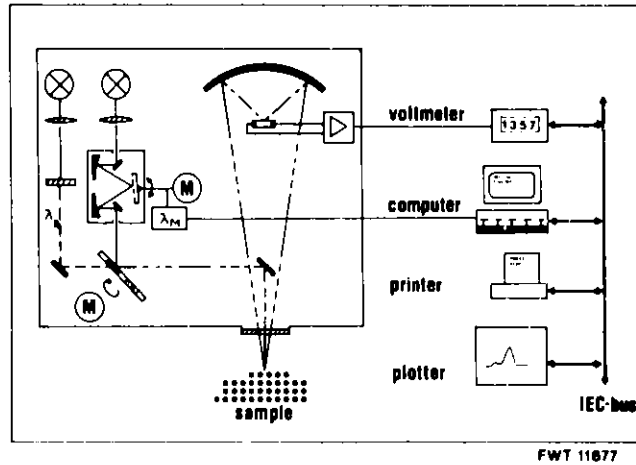 voltmeter
1357
M
λM
computer
λ
M
printer
plotter
sample
IEC-bus
FWT 11677